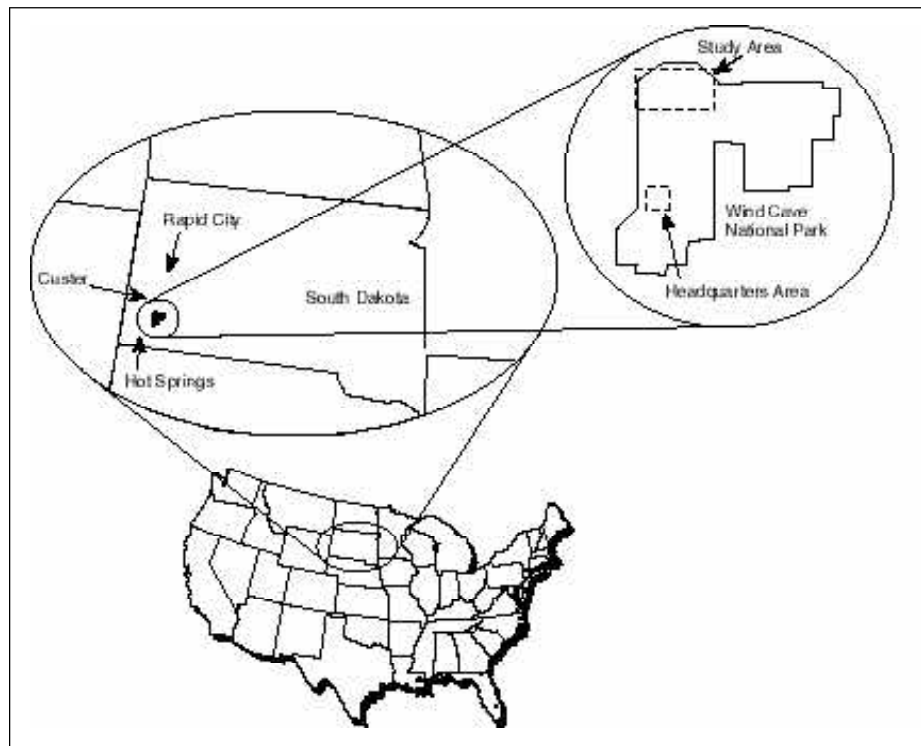 Study Area
Wind Cave
National Park
Headquarters Area
Rapid City
Custer
South Dakota
Hot Springs